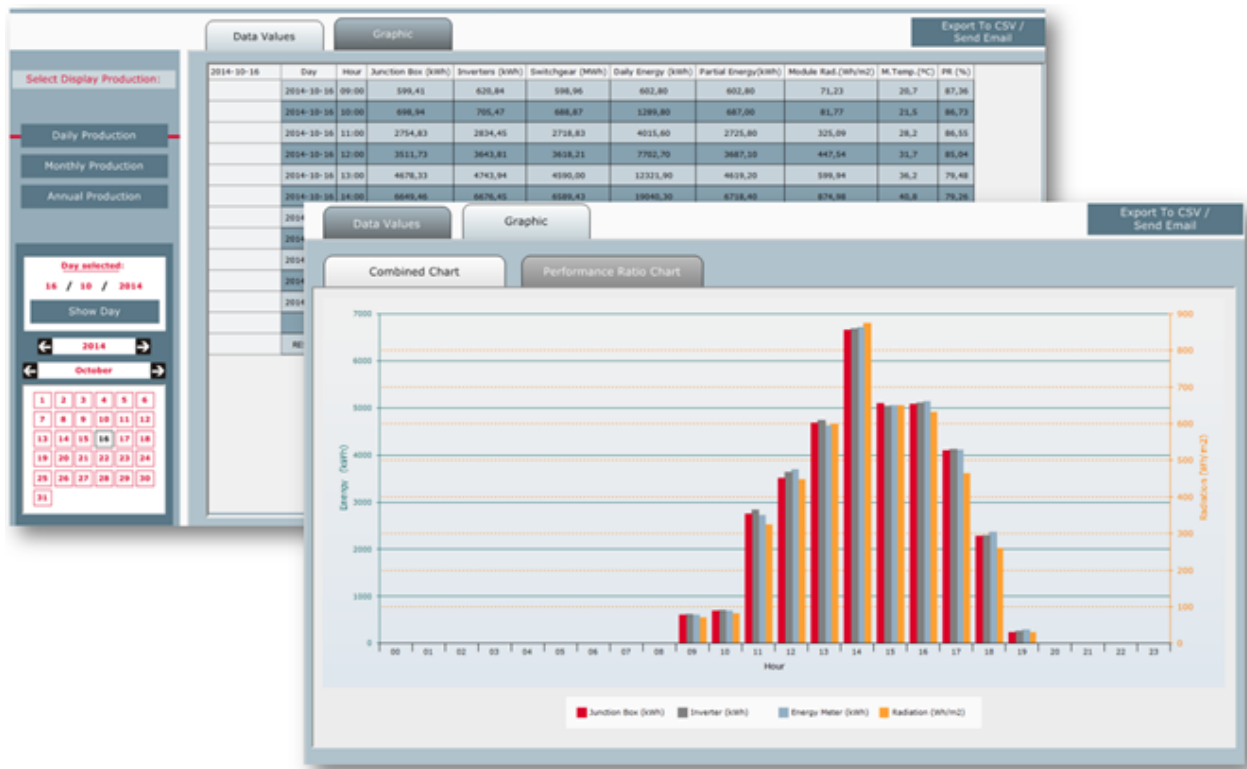 Data Values
Graphic
Export To CSV /
Send Email
Select Display Production:
Daily Production
Monthly Production
Annual Production
Day selected:
16 / 10 / 2014
Show Day
2014
October
1 2 3 4 5 6
7 8 9 10 11 12
13 14 15 16 17 18
19 20 21 22 23 24
25 26 27 28 29 30
31
2014-10-16 Day Hour Junction Box (kWh) Inverters (kWh) Switchgear (MWh) Daily Energy (kWh) Partial Energy(kWh) Module Rad.(Wh/m2) M.Temp.(ºC) PR (%)
2014-10-16 09:00 599,41 620,84 598,96 602,80 602,80 71,23 20,7 87,36
2014-10-16 10:00 698,94 705,47 688,87 1289,80 687,00 81,77 21,5 86,73
2014-10-16 11:00 2754,83 2834,45 2718,83 4015,60 2725,80 325,09 28,2 86,55
2014-10-16 12:00 3511,73 3643,81 3618,21 7702,70 3687,10 447,54 31,7 85,04
2014-10-16 13:00 4678,33 4743,94 4590,00 12321,90 4619,20 599,94 36,2 79,48
2014-10-16 14:00 6649,46 6676,45 6589,43 19040,30 6718,40 874,98 40,8 79,26
2014
2014
2014
2014
2014
RE
Data Values
Graphic
Export To CSV /
Send Email
Combined Chart
Performance Ratio Chart
7000
6000
5000
4000
3000
2000
1000
0
Energy (kWh)
900
800
700
600
500
400
300
200
100
0
Radiation (Wh/m2)
00 01 02 03 04 05 06 07 08 09 10 11 12 13 14 15 16 17 18 19 20 21 22 23
Hour
Junction Box (kWh) Inverter (kWh) Energy Meter (kWh) Radiation (Wh/m2)